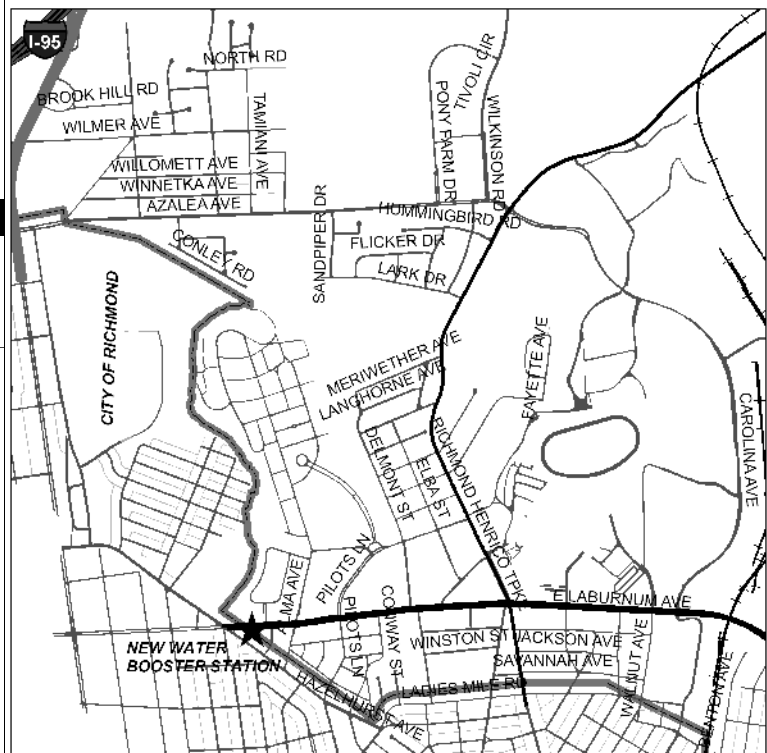 I-95
NORTH RD
BROOK HILL RD
TIVOLI CIR
WILMER AVE
TAMIANI AVE
PONY FARM DR
WILKINSON RD
WILLOMETT AVE
WINNETKA AVE
AZALEA AVE
SANDPIPER DR
HUMMINGBIRD RD
CONLEY RD
FLICKER DR
LARK DR
CITY OF RICHMOND
MERIWETHER AVE
LANGHORNE AVE
FAYETTE AVE
CAROLINA AVE
DELMONT ST
ELBA ST
RICHMOND HENRICO TPKE
PILOTS LN
ALMA AVE
E LABURNUM AVE
PILOTS LN
CONWAY ST
WINSTON ST
JACKSON AVE
NEW WATER
BOOSTER STATION
SAVANNAH AVE
WALNUT AVE
HAZELHURST AVE
LADIES MILE RD
BENTON AVE